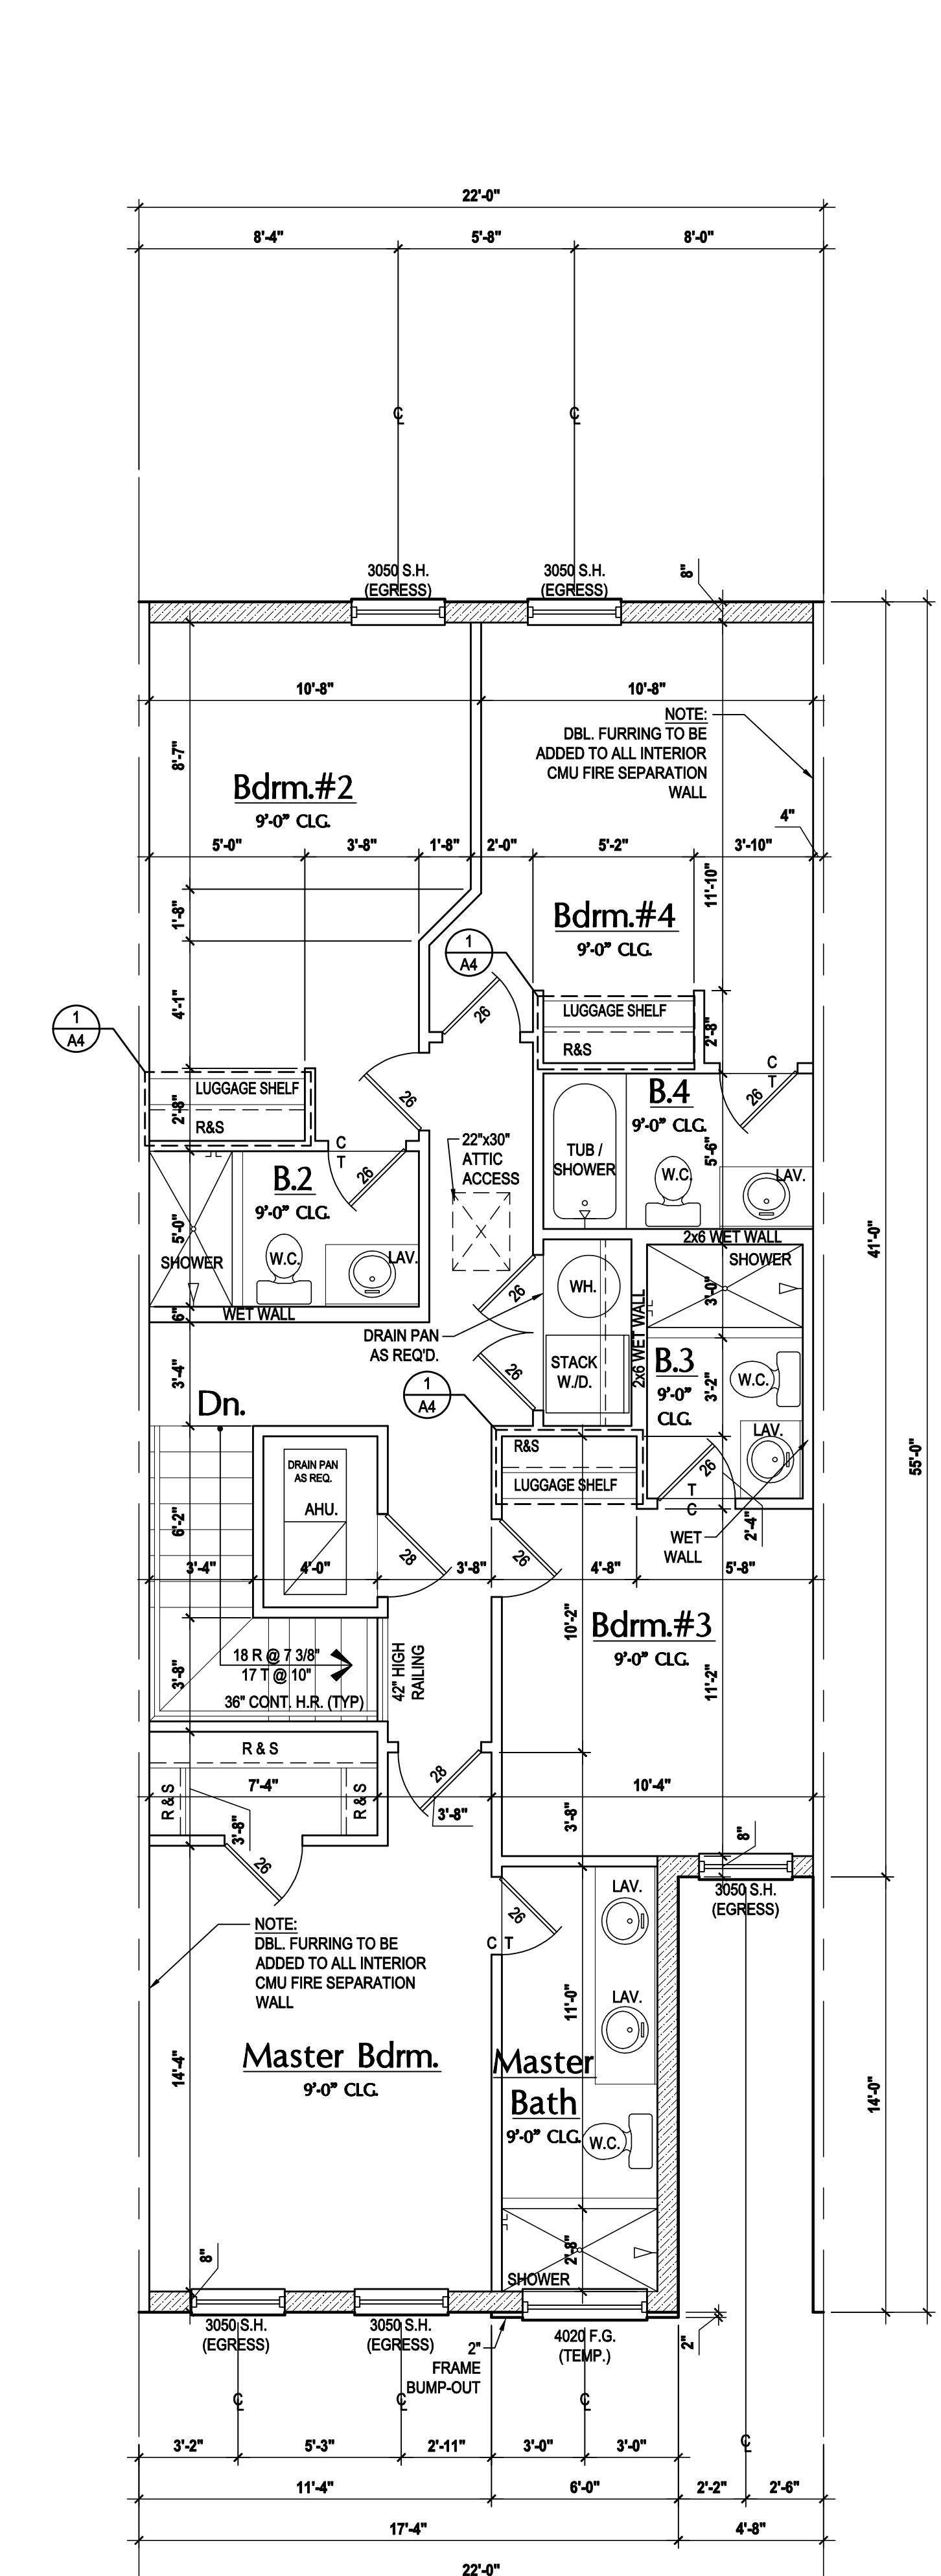 22'-0"
8'-4"
5'-8"
8'-0"
℄
℄
3050 S.H.
(EGRESS)
3050 S.H.
(EGRESS)
8"
10'-8"
10'-8"
NOTE:
DBL. FURRING TO BE
ADDED TO ALL INTERIOR
CMU FIRE SEPARATION
WALL
8'-7"
Bdrm.#2
9'-0" CLG.
4"
5'-0"
3'-8"
1'-8"
2'-0"
5'-2"
3'-10"
11'-10"
1'-8"
Bdrm.#4
9'-0" CLG.
1
A4
4'-1"
1
A4
26
LUGGAGE SHELF
R&S
2'-8"
C
T
26
LUGGAGE SHELF
R&S
2'-8"
26
C
T
26
B.4
9'-0" CLG.
TUB /
SHOWER
W.C.
5'-6"
LAV.
22"x30"
ATTIC
ACCESS
B.2
9'-0" CLG.
5'-0"
SHOWER
W.C.
LAV.
2x6 WET WALL
SHOWER
41'-0"
6"
WET WALL
26
WH.
3'-0"
DRAIN PAN
AS REQ'D.
2x6 WET WALL
3'-4"
26
STACK
W./D.
B.3
9'-0"
CLG.
3'-2"
W.C.
Dn.
1
A4
LAV.
55'-0"
DRAIN PAN
AS REQ.
AHU.
R&S
LUGGAGE SHELF
26
T
C
6'-2"
2'-4"
WET
WALL
28
26
3'-4"
4'-0"
3'-8"
4'-8"
5'-8"
10'-2"
Bdrm.#3
9'-0" CLG.
18 R @ 7 3/8"
17 T @ 10"
36" CONT. H.R. (TYP)
3'-8"
42" HIGH
RAILING
11'-2"
R & S
28
R & S
7'-4"
R & S
3'-8"
10'-4"
3'-8"
3'-8"
8"
26
3050 S.H.
(EGRESS)
LAV.
26
NOTE:
DBL. FURRING TO BE
ADDED TO ALL INTERIOR
CMU FIRE SEPARATION
WALL
C T
11'-0"
LAV.
14'-4"
Master Bdrm.
9'-0" CLG.
Master
Bath
9'-0" CLG.
W.C.
14'-0"
8"
2'-8"
SHOWER
3050 S.H.
(EGRESS)
3050 S.H.
(EGRESS)
2"
FRAME
BUMP-OUT
4020 F.G.
(TEMP.)
2"
℄
℄
℄
℄
3'-2"
5'-3"
2'-11"
3'-0"
3'-0"
11'-4"
6'-0"
2'-2"
2'-6"
17'-4"
4'-8"
22'-0"